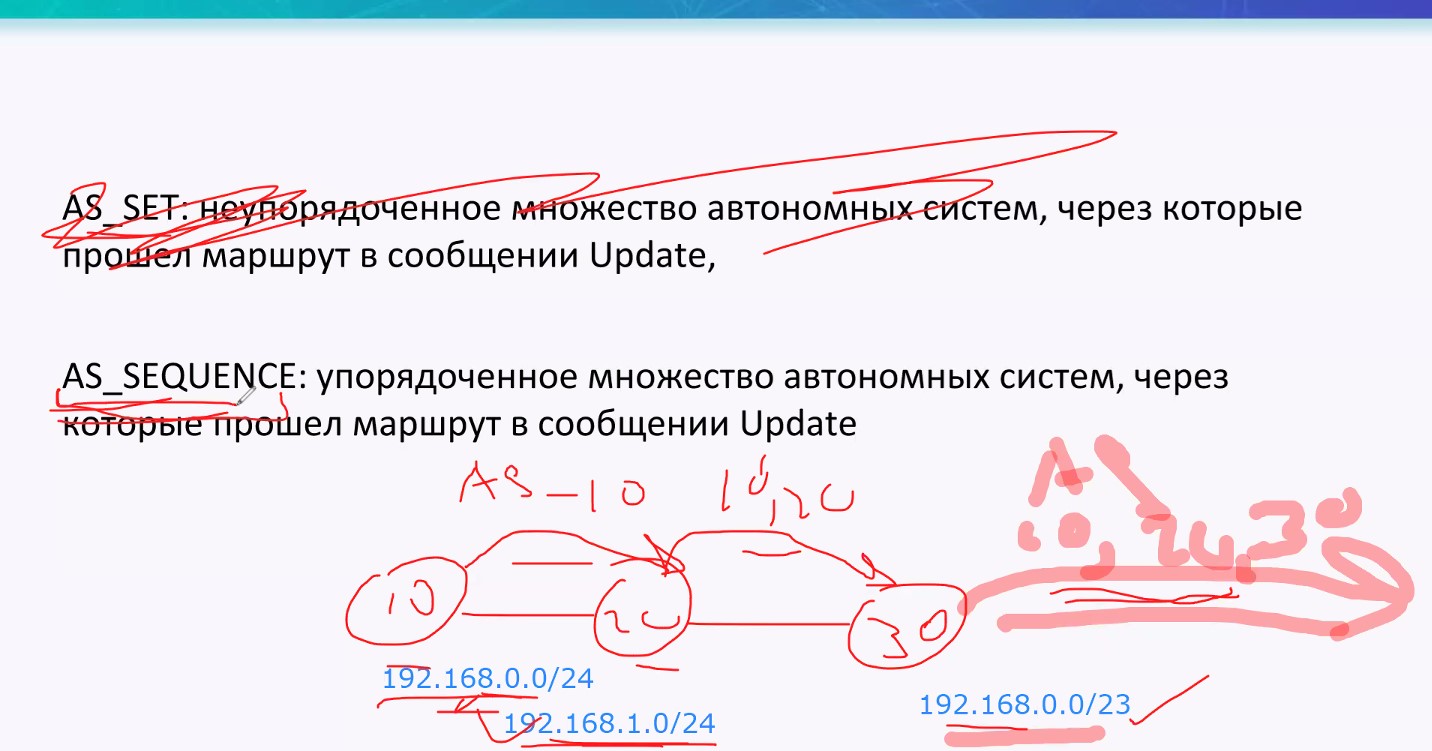 AS_SET: неупорядоченное множество автономных систем, через которые
прошел маршрут в сообщении Update,
AS_SEQUENCE: упорядоченное множество автономных систем, через
которые прошел маршрут в сообщении Update
AS-10
10, 20
AS
10, 20, 30
10
20
30
192.168.0.0/24
192.168.1.0/24
192.168.0.0/23